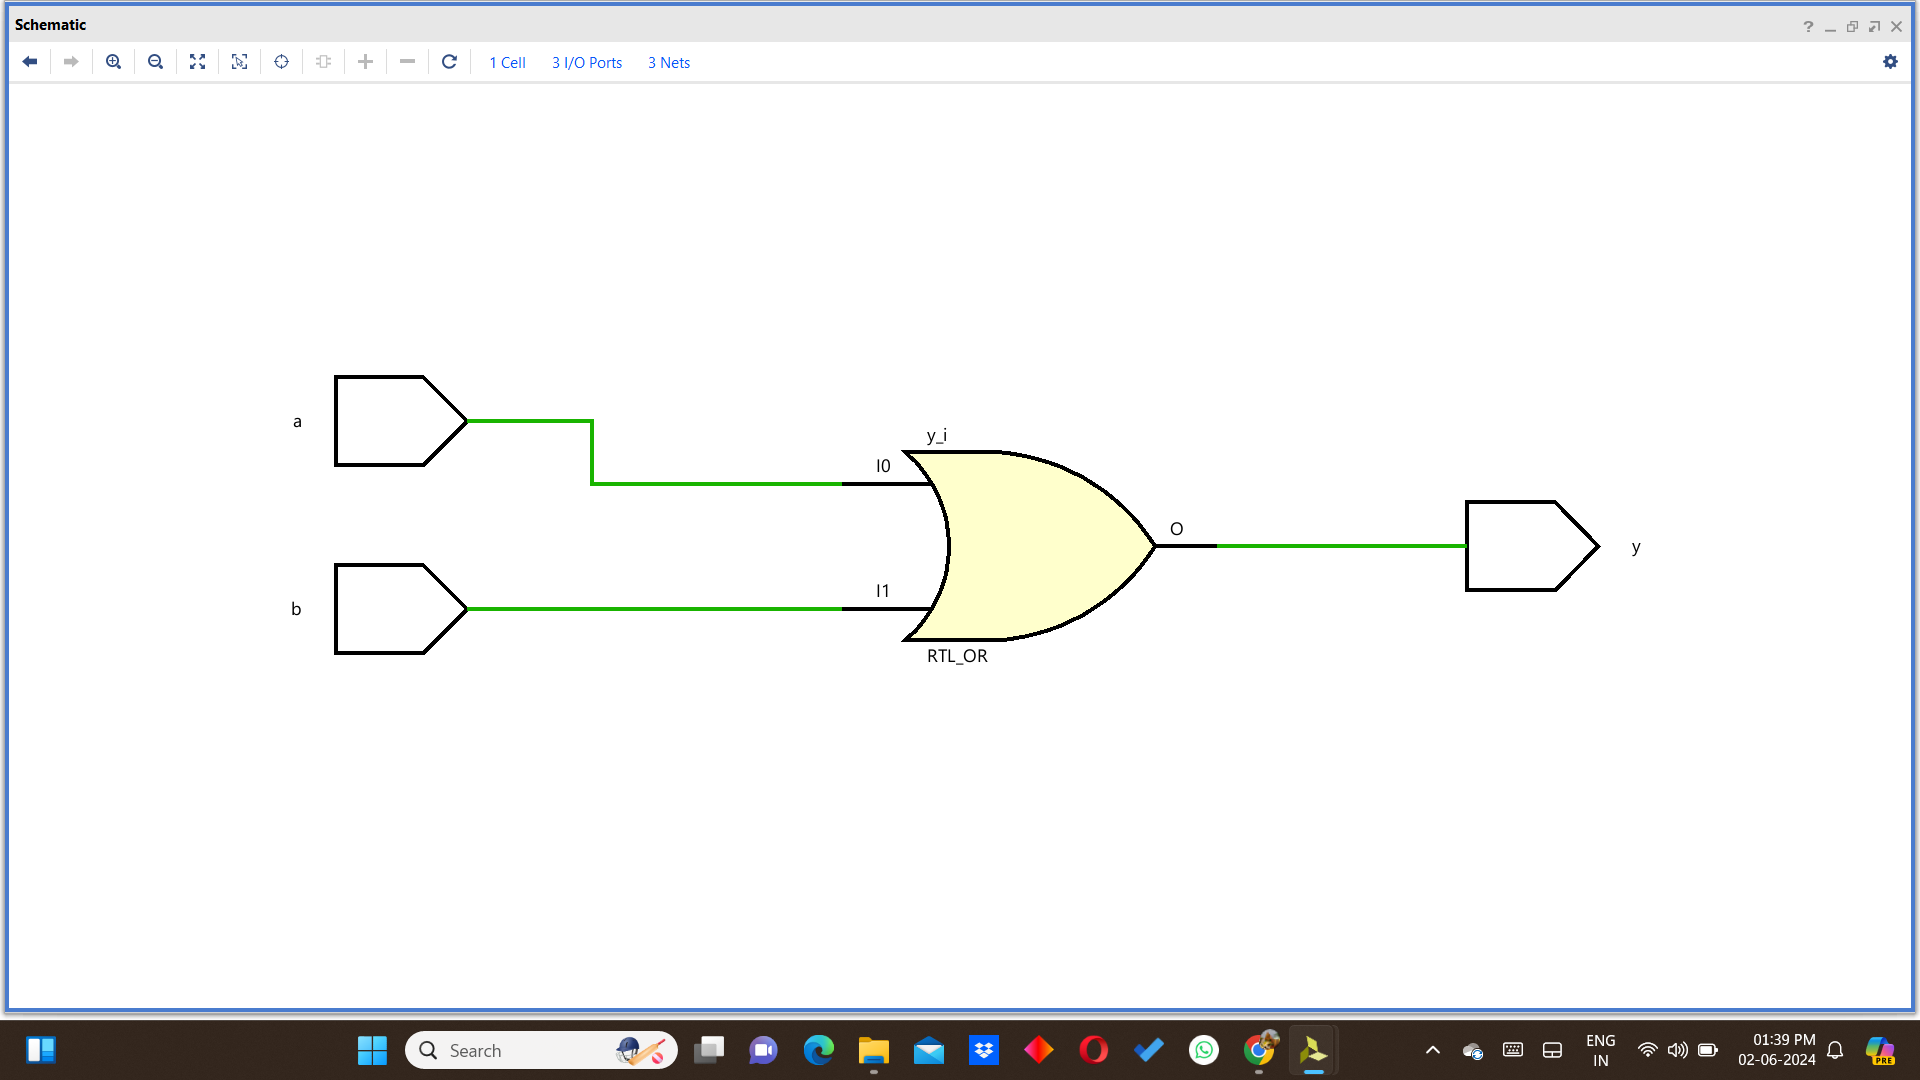 Schematic
1 Cell 3 I/O Ports 3 Nets
a
y_i
I0
O
y
I1
b
RTL_OR
Search
ENG
IN
01:39 PM
02-06-2024
PRE